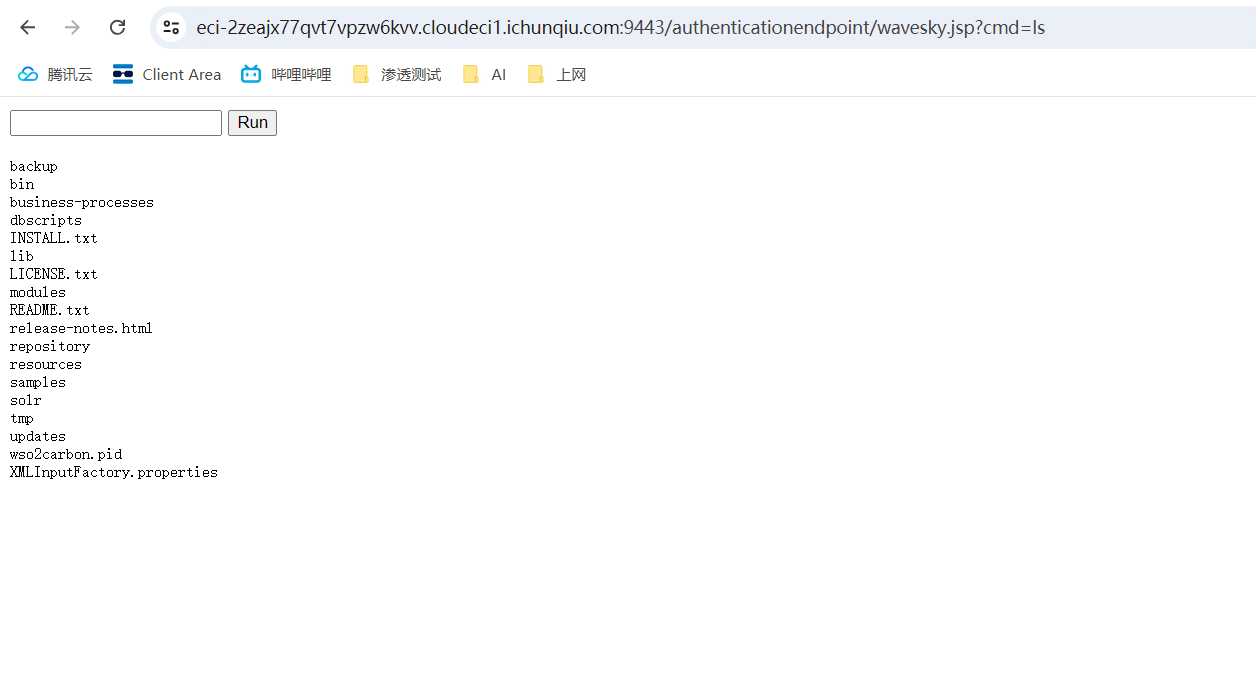 eci-2zeajx77qvt7vpzw6kvv.cloudeci1.ichunqiu.com:9443/authenticationendpoint/wavesky.jsp?cmd=ls
腾讯云 Client Area 哔哩哔哩 渗透测试 AI 上网
Run
backup
bin
business-processes
dbscripts
INSTALL.txt
lib
LICENSE.txt
modules
README.txt
release-notes.html
repository
resources
samples
solr
tmp
updates
wso2carbon.pid
XMLInputFactory.properties